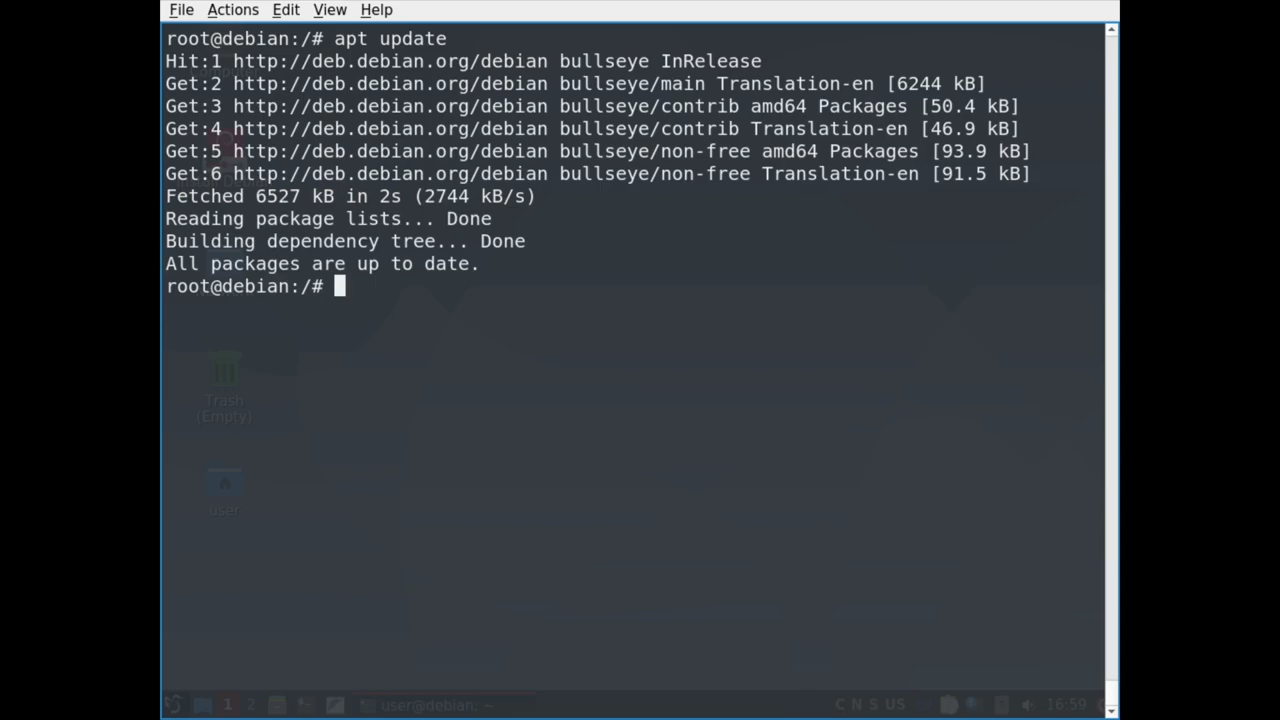 File Actions Edit View Help
root@debian:/# apt update
Hit:1 http://deb.debian.org/debian bullseye InRelease
Get:2 http://deb.debian.org/debian bullseye/main Translation-en [6244 kB]
Get:3 http://deb.debian.org/debian bullseye/contrib amd64 Packages [50.4 kB]
Get:4 http://deb.debian.org/debian bullseye/contrib Translation-en [46.9 kB]
Get:5 http://deb.debian.org/debian bullseye/non-free amd64 Packages [93.9 kB]
Get:6 http://deb.debian.org/debian bullseye/non-free Translation-en [91.5 kB]
Fetched 6527 kB in 2s (2744 kB/s)
Reading package lists... Done
Building dependency tree... Done
All packages are up to date.
root@debian:/#
Trash
(Empty)
user
1 2 user@debian: ~ C N S US 16:59